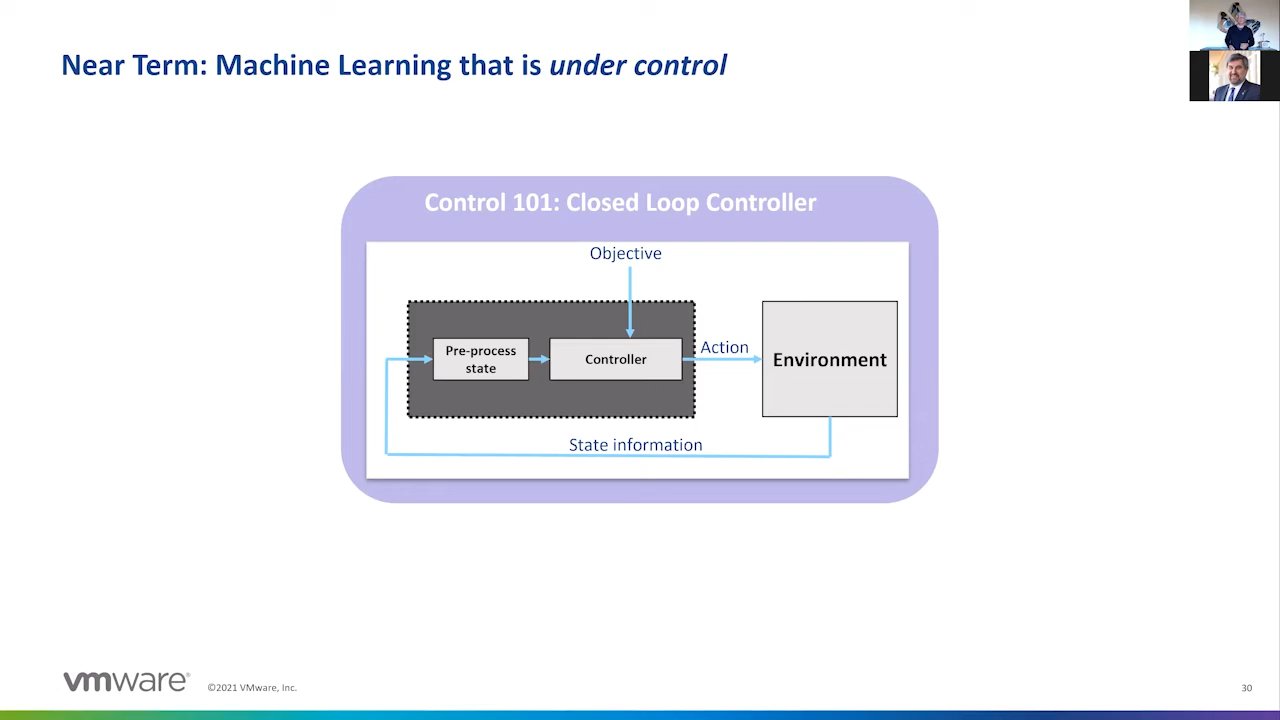 Near Term: Machine Learning that is under control
Control 101: Closed Loop Controller
Objective
Pre-process
state
Controller
Action
Environment
State information
vmware®
©2021 VMware, Inc.
30